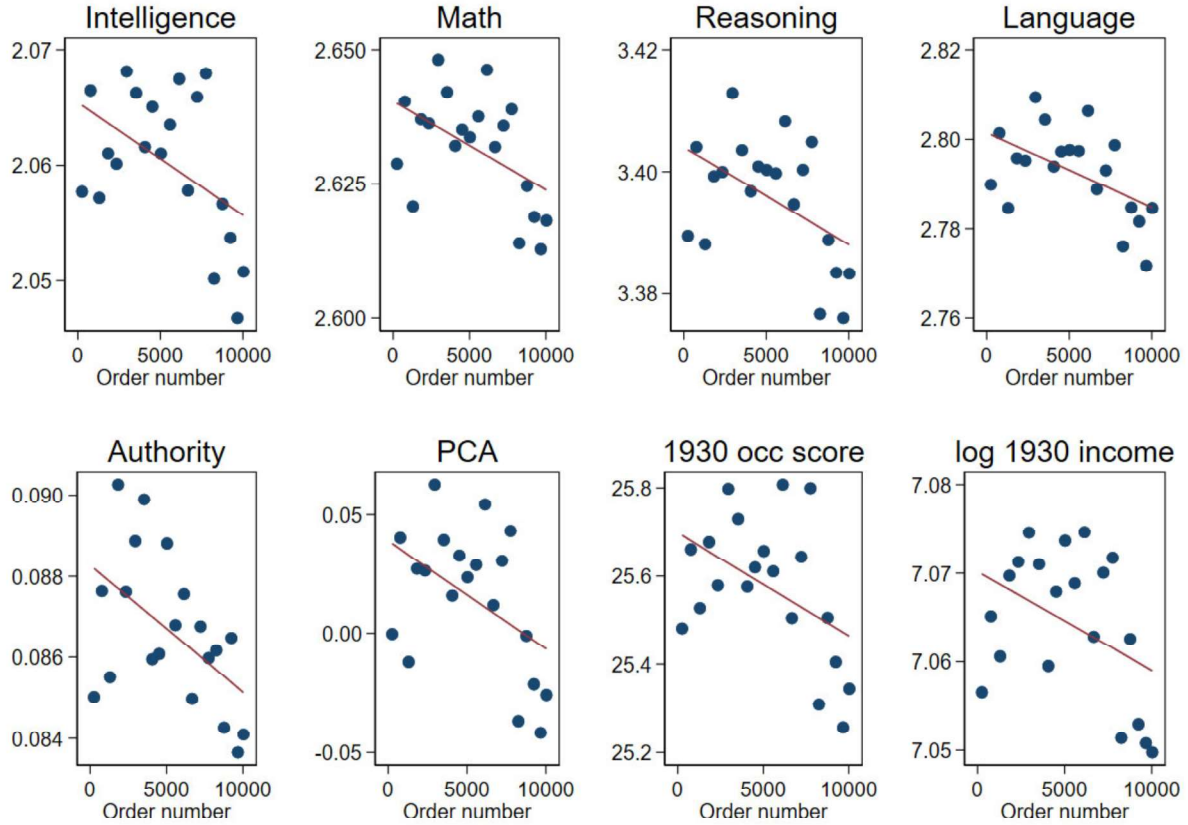 Intelligence
2.07
2.06
2.05
0 5000 10000
Order number
Math
2.650
2.625
2.600
0 5000 10000
Order number
Reasoning
3.42
3.40
3.38
0 5000 10000
Order number
Language
2.82
2.80
2.78
2.76
0 5000 10000
Order number
Authority
0.090
0.088
0.086
0.084
0 5000 10000
Order number
PCA
0.05
0.00
-0.05
0 5000 10000
Order number
1930 occ score
25.8
25.6
25.4
25.2
0 5000 10000
Order number
log 1930 income
7.08
7.07
7.06
7.05
0 5000 10000
Order number